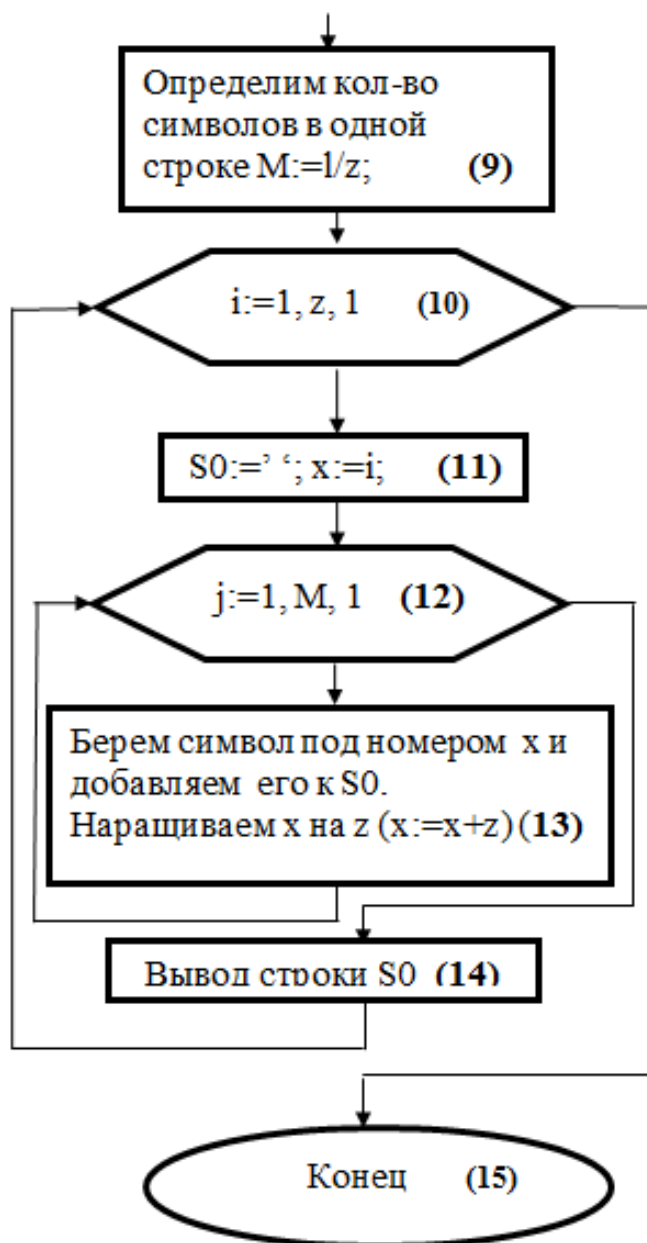 Определим кол-во
символов в одной
строке М:=l/z; (9)
i:=1, z, 1 (10)
S0:=’ ‘; x:=i; (11)
j:=1, M, 1 (12)
Берем символ под номером x и
добавляем его к S0.
Наращиваем x на z (x:=x+z) (13)
Вывод строки S0 (14)
Конец (15)